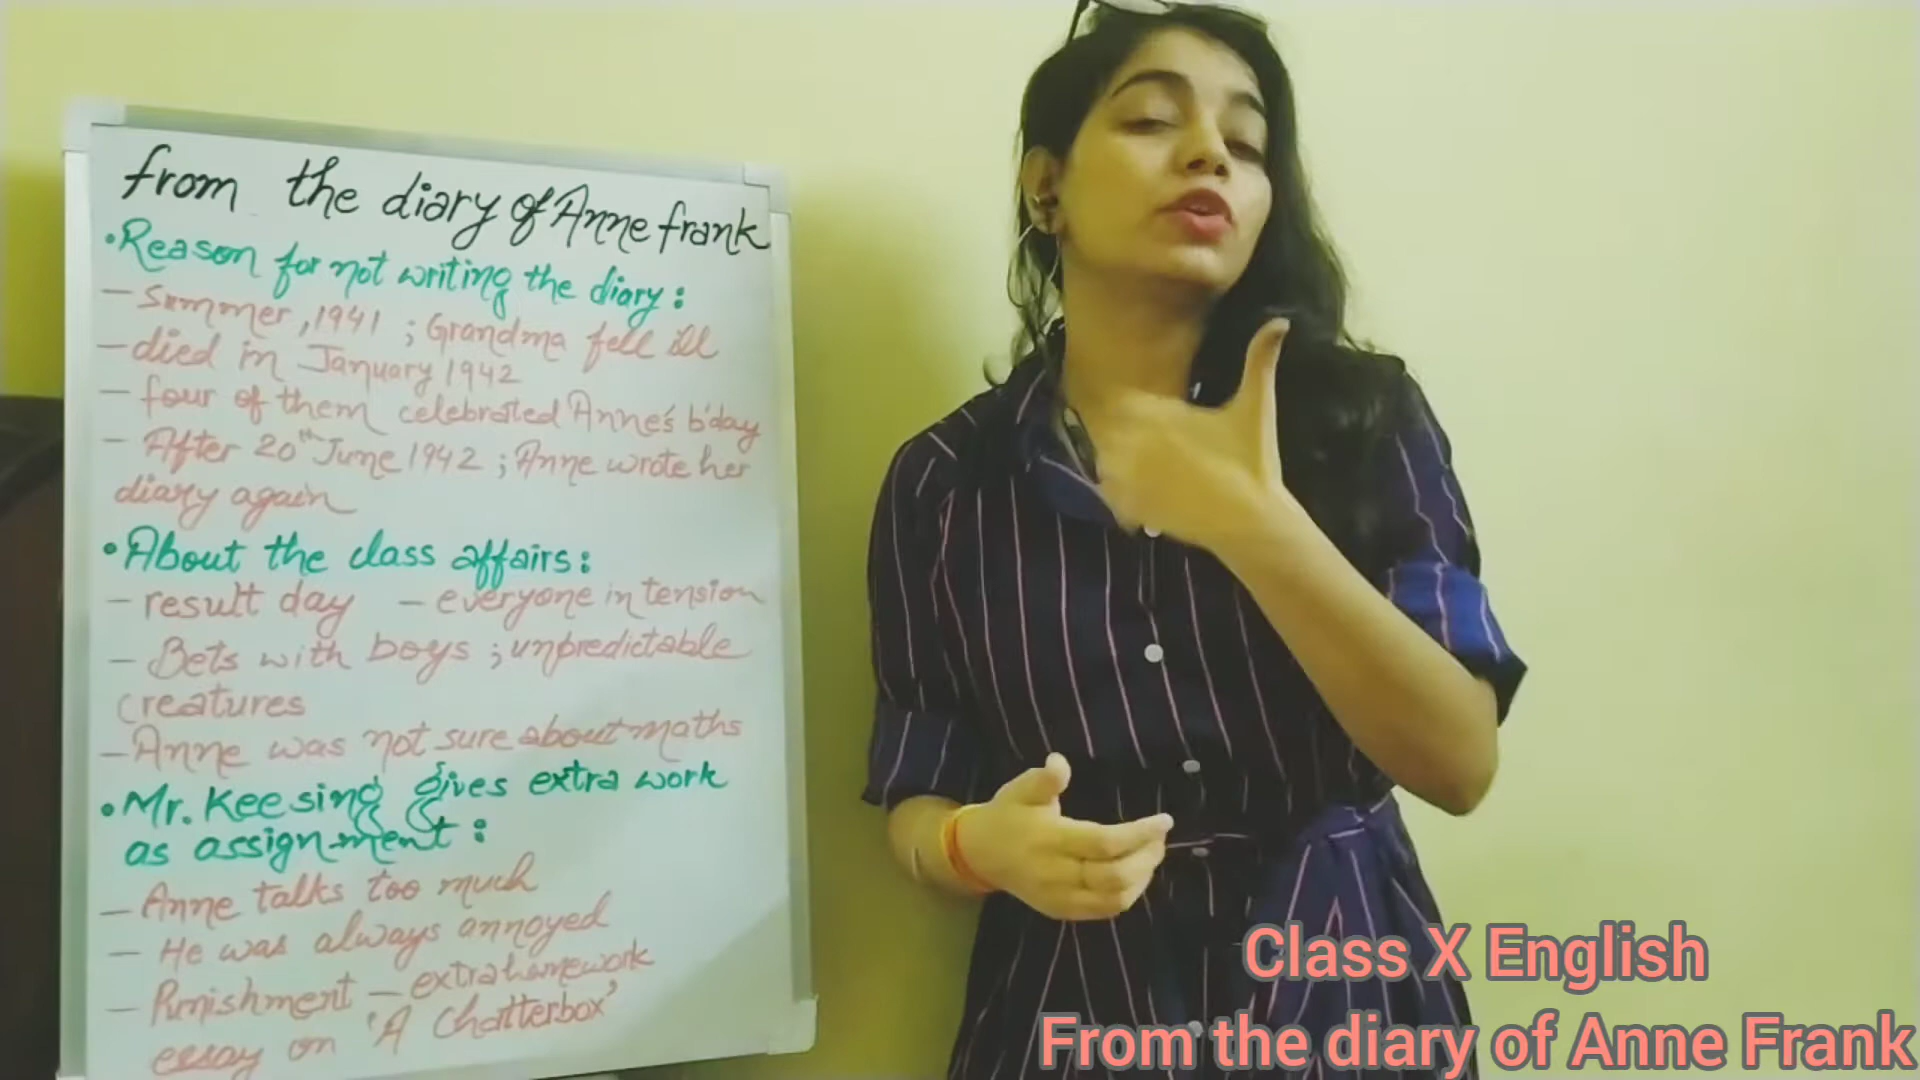 from the diary of Anne frank
• Reason for not writing the diary:
- Summer, 1941 ; Grandma fell ill
- died in January 1942
- four of them celebrated Anne's b'day
- After 20th June 1942 ; Anne wrote her
diary again
• About the class affairs:
- result day - everyone in tension
- Bets with boys ; unpredictable
creatures
- Anne was not sure about maths
• Mr. Keesing gives extra work
as assignment :
- Anne talks too much
- He was always annoyed
- Punishment - extra homework
essay on 'A Chatterbox'
Class X English
From the diary of Anne Frank